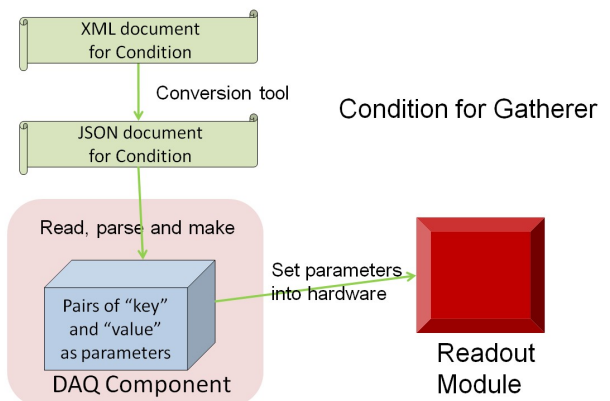 XML document
for Condition
Conversion tool
Condition for Gatherer
JSON document
for Condition
Read, parse and make
Set parameters
into hardware
Pairs of “key”
and “value”
as parameters
DAQ Component
Readout
Module